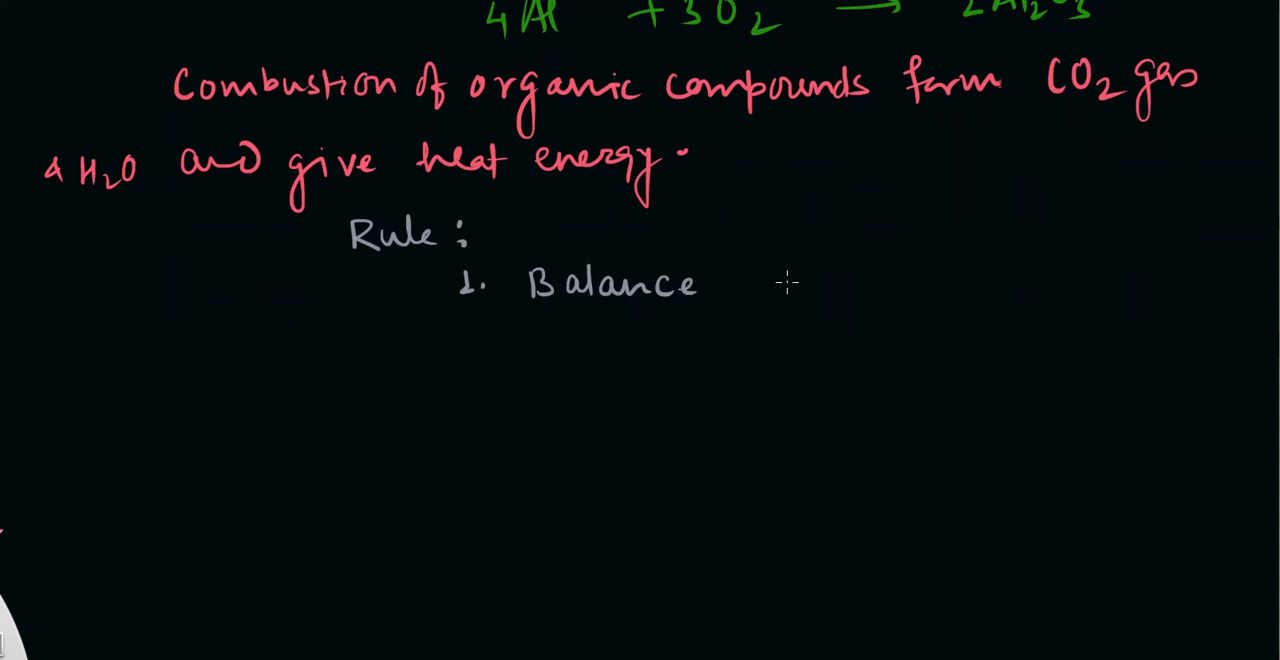 4Al + 3O2 → 2Al2O3
Combustion of organic compounds form CO2 gas
& H2O and give heat energy.
Rule :
1. Balance